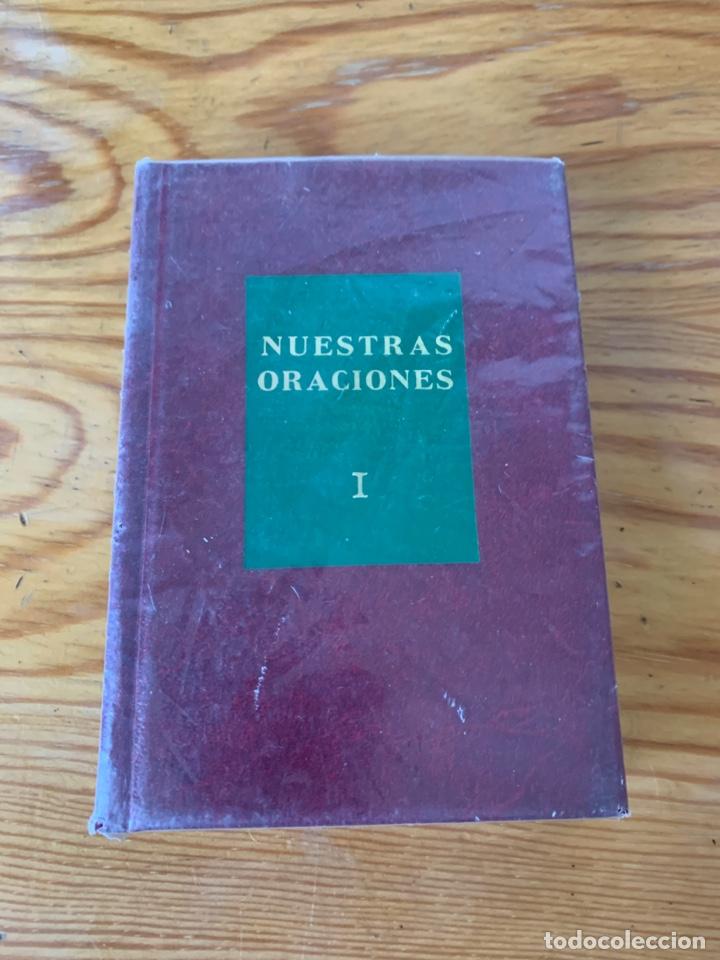 NUESTRAS
ORACIONES
I
todocoleccion